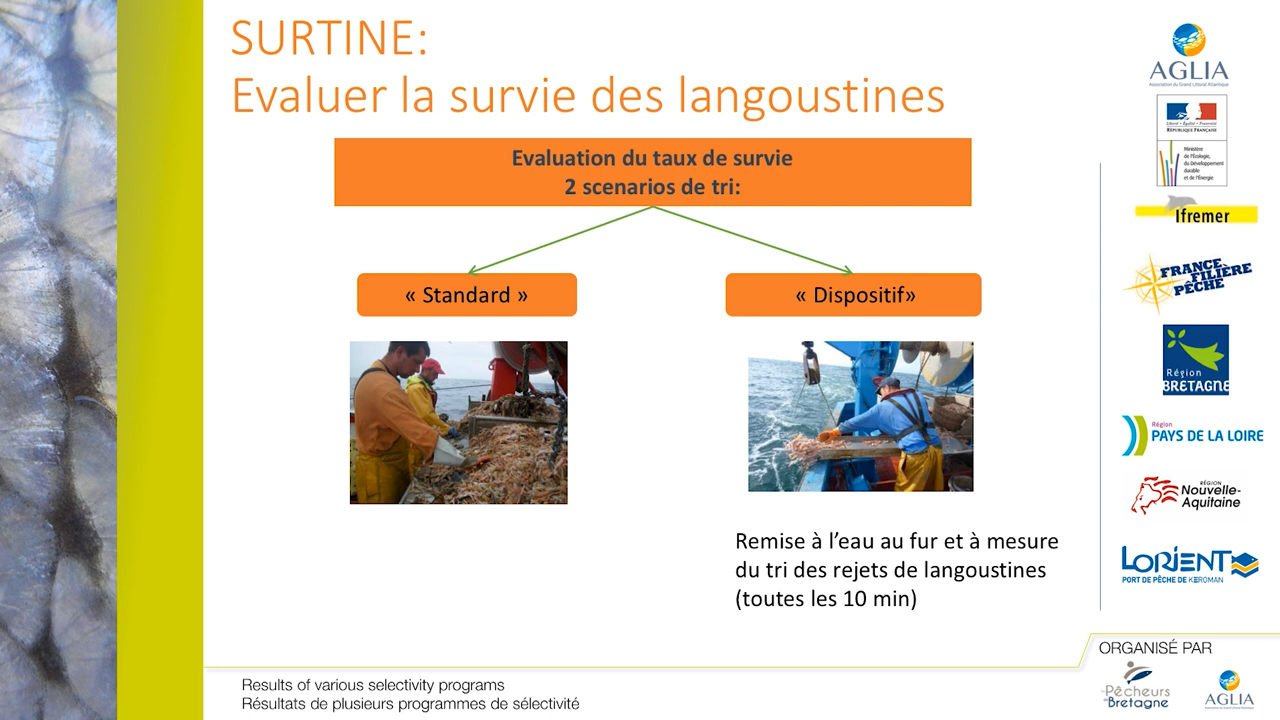 SURTINE:
Evaluer la survie des langoustines
Evaluation du taux de survie
2 scenarios de tri:
« Standard »
« Dispositif»
Remise à l’eau au fur et à mesure
du tri des rejets de langoustines
(toutes les 10 min)
AGLIA
Association du Grand Littoral Atlantique
Liberté • Égalité • Fraternité
RÉPUBLIQUE FRANÇAISE
Ministère
de l'Écologie,
du Développement
durable
et de l'Énergie
Ifremer
FRANCE
FILIÈRE
PÊCHE
Région
BRETAGNE
Région
PAYS DE LA LOIRE
RÉGION
Nouvelle-
Aquitaine
LORIENT
PORT DE PÊCHE DE KEROMAN
ORGANISÉ PAR
Les Pêcheurs
de Bretagne
AGLIA
Results of various selectivity programs
Résultats de plusieurs programmes de sélectivité